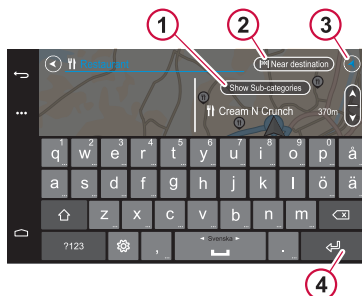 1
2
3
Near destination
Show Sub-categories
Cream N Crunch 370m
1 2 3 4 5 6 7 8 9 0
q w e r t y u i o p å
a s d f g h j k l ö ä
z x c v b n m
?123 , Svenska .
4